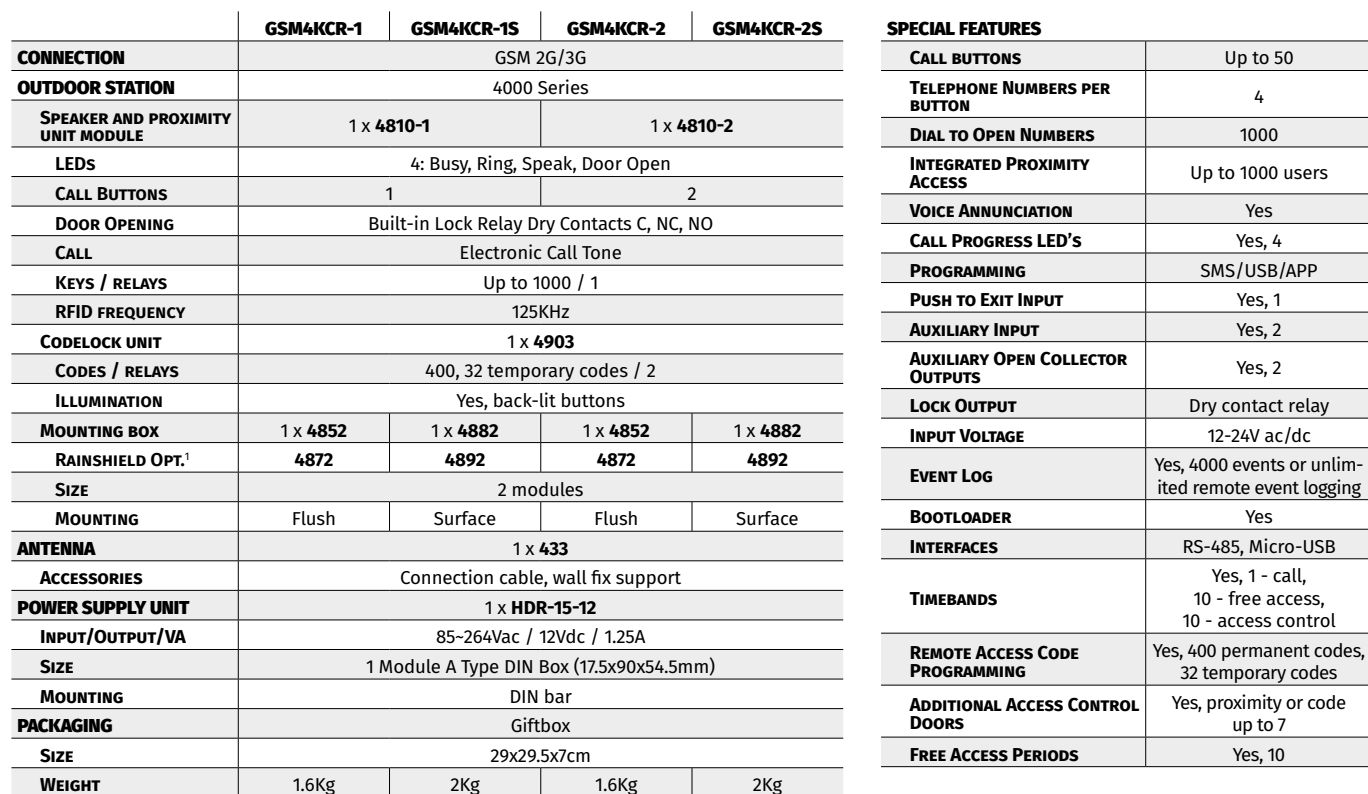 GSM4KCR-1 GSM4KCR-1S GSM4KCR-2 GSM4KCR-2S
CONNECTION GSM 2G/3G
OUTDOOR STATION 4000 Series
SPEAKER AND PROXIMITY
UNIT MODULE 1 x 4810-1 1 x 4810-2
LEDS 4: Busy, Ring, Speak, Door Open
CALL BUTTONS 1 2
DOOR OPENING Built-in Lock Relay Dry Contacts C, NC, NO
CALL Electronic Call Tone
KEYS / RELAYS Up to 1000 / 1
RFID FREQUENCY 125KHz
CODELOCK UNIT 1 x 4903
CODES / RELAYS 400, 32 temporary codes / 2
ILLUMINATION Yes, back-lit buttons
MOUNTING BOX 1 x 4852 1 x 4882 1 x 4852 1 x 4882
RAINSHIELD OPT.1 4872 4892 4872 4892
SIZE 2 modules
MOUNTING Flush Surface Flush Surface
ANTENNA 1 x 433
ACCESSORIES Connection cable, wall fix support
POWER SUPPLY UNIT 1 x HDR-15-12
INPUT/OUTPUT/VA 85~264Vac / 12Vdc / 1.25A
SIZE 1 Module A Type DIN Box (17.5x90x54.5mm)
MOUNTING DIN bar
PACKAGING Giftbox
SIZE 29x29.5x7cm
WEIGHT 1.6Kg 2Kg 1.6Kg 2Kg
SPECIAL FEATURES
CALL BUTTONS Up to 50
TELEPHONE NUMBERS PER
BUTTON 4
DIAL TO OPEN NUMBERS 1000
INTEGRATED PROXIMITY
ACCESS Up to 1000 users
VOICE ANNUNCIATION Yes
CALL PROGRESS LED'S Yes, 4
PROGRAMMING SMS/USB/APP
PUSH TO EXIT INPUT Yes, 1
AUXILIARY INPUT Yes, 2
AUXILIARY OPEN COLLECTOR
OUTPUTS Yes, 2
LOCK OUTPUT Dry contact relay
INPUT VOLTAGE 12-24V ac/dc
EVENT LOG Yes, 4000 events or unlim-
ited remote event logging
BOOTLOADER Yes
INTERFACES RS-485, Micro-USB
TIMEBANDS Yes, 1 - call,
10 - free access,
10 - access control
REMOTE ACCESS CODE Yes, 400 permanent codes,
PROGRAMMING 32 temporary codes
ADDITIONAL ACCESS CONTROL Yes, proximity or code
DOORS up to 7
FREE ACCESS PERIODS Yes, 10